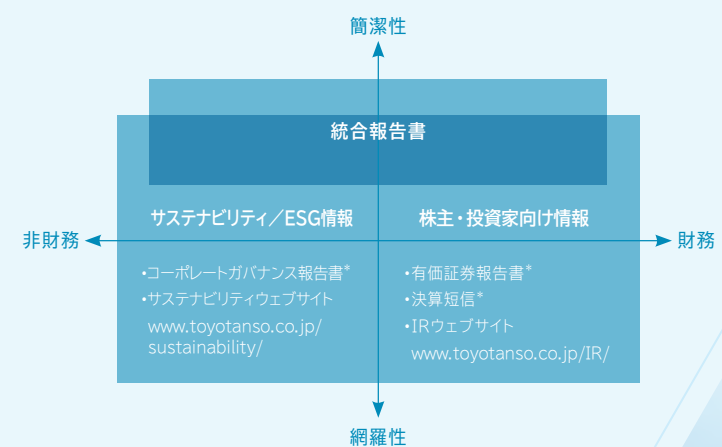 簡潔性
統合報告書
サステナビリティ／ESG情報
株主・投資家向け情報
非財務
財務
・コーポレートガバナンス報告書*
・サステナビリティウェブサイト
www.toyotanso.co.jp/
sustainability/
・有価証券報告書*
・決算短信*
・IRウェブサイト
www.toyotanso.co.jp/IR/
網羅性